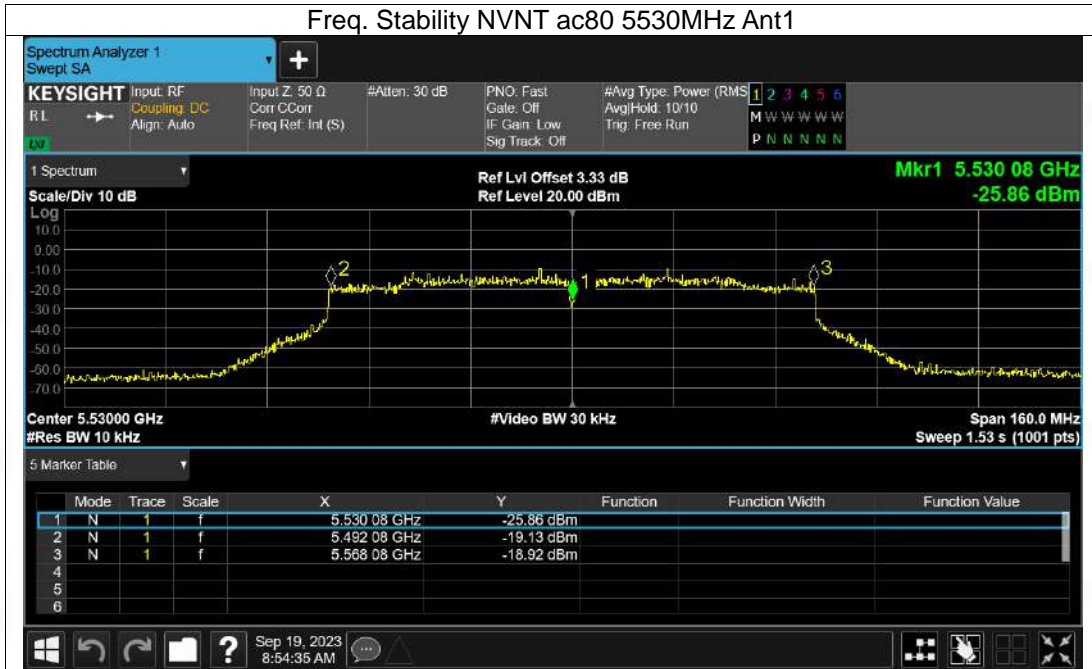 Freq. Stability NVNT ac80 5530MHz Ant1
Spectrum Analyzer 1
Swept SA
+
KEYSIGHT
RL
LXI
Input: RF
Coupling: DC
Align: Auto
Input Z: 50 Ω
Corr CCorr
Freq Ref: Int (S)
#Atten: 30 dB
PNO: Fast
Gate: Off
IF Gain: Low
Sig Track: Off
#Avg Type: Power (RMS
Avg|Hold: 10/10
Trig: Free Run
1 2 3 4 5 6
M W W W W W
P N N N N N
1 Spectrum
Scale/Div 10 dB
Ref Lvl Offset 3.33 dB
Ref Level 20.00 dBm
Mkr1 5.530 08 GHz
-25.86 dBm
Log
10.0
0.00
-10.0
-20.0
-30.0
-40.0
-50.0
-60.0
-70.0
2
1
3
Center 5.53000 GHz
#Video BW 30 kHz
Span 160.0 MHz
#Res BW 10 kHz
Sweep 1.53 s (1001 pts)
5 Marker Table
Mode Trace Scale X Y Function Function Width Function Value
1 N 1 f 5.530 08 GHz -25.86 dBm
2 N 1 f 5.492 08 GHz -19.13 dBm
3 N 1 f 5.568 08 GHz -18.92 dBm
4
5
6
?
Sep 19, 2023
8:54:35 AM